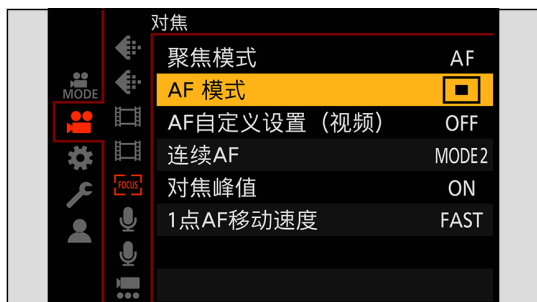 对焦
聚焦模式 AF
AF 模式
AF自定义设置（视频） OFF
连续AF MODE2
对焦峰值 ON
1点AF移动速度 FAST
MODE
FOCUS